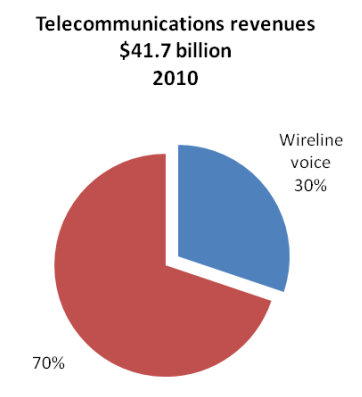 Telecommunications revenues
$41.7 billion
2010
Wireline
voice
30%
70%